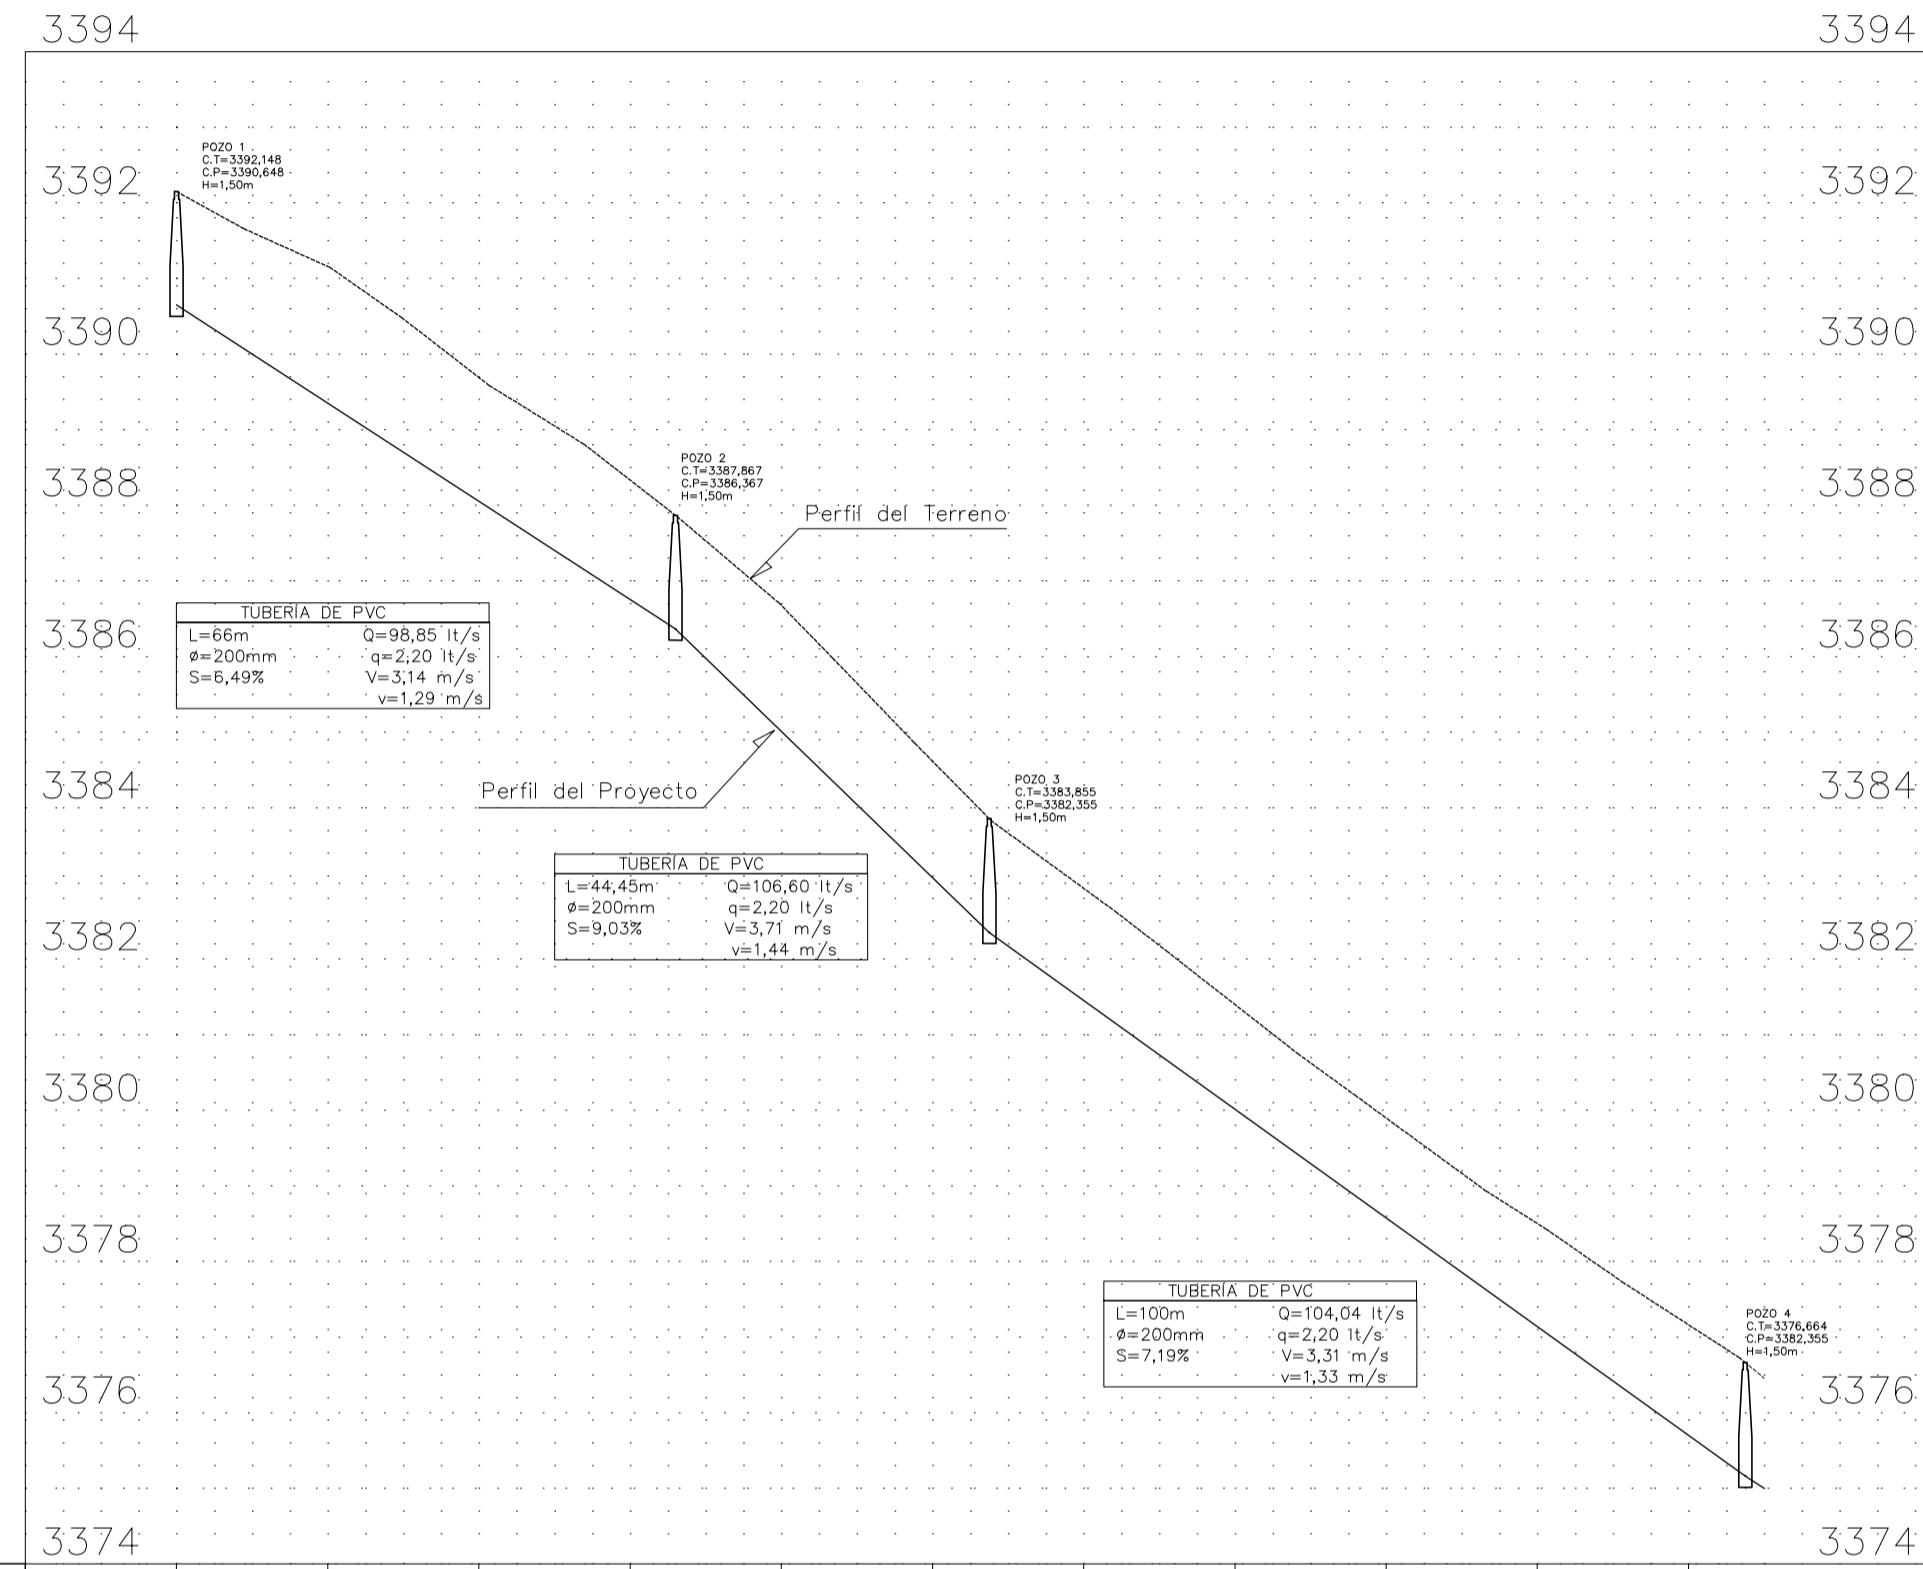 3394 3394
POZO 1
C.T=3392,148
C.P=3390,648
H=1,50m
3392 3392
3390 3390
POZO 2
C.T=3387,867
C.P=3386,367
H=1,50m
3388 3388
Perfil del Terreno
TUBERÍA DE PVC
L=66m Q=98,85 lt/s
ø=200mm q=2,20 lt/s
S=6,49% V=3,14 m/s
v=1,29 m/s
3386 3386
POZO 3
C.T=3383,855
C.P=3382,355
H=1,50m
3384 3384
Perfil del Proyecto
TUBERÍA DE PVC
L=44,45m Q=106,60 lt/s
ø=200mm q=2,20 lt/s
S=9,03% V=3,71 m/s
v=1,44 m/s
3382 3382
3380 3380
3378 3378
TUBERÍA DE PVC
L=100m Q=104,04 lt/s
ø=200mm q=2,20 lt/s
S=7,19% V=3,31 m/s
v=1,33 m/s
POZO 4
C.T=3376,664
C.P=3382,355
H=1,50m
3376 3376
3374 3374